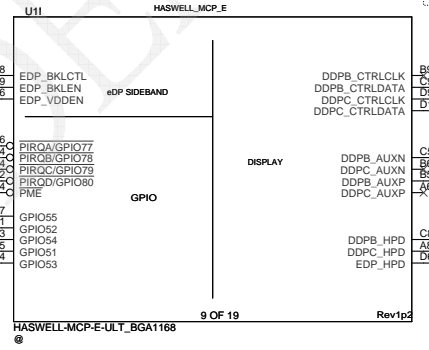 U1I
HASWELL_MCP_E
EDP_BKLCTL
EDP_BKLEN
EDP_VDDEN
eDP SIDEBAND
DDPB_CTRLCLK
DDPB_CTRLDATA
DDPC_CTRLCLK
DDPC_CTRLDATA
PIRQA/GPIO77
PIRQB/GPIO78
PIRQC/GPIO79
PIRQD/GPIO80
PME
GPIO
DISPLAY
DDPB_AUXN
DDPC_AUXN
DDPB_AUXP
DDPC_AUXP
GPIO55
GPIO52
GPIO54
GPIO51
GPIO53
DDPB_HPD
DDPC_HPD
EDP_HPD
9 OF 19
Rev1p2
HASWELL-MCP-E-ULT_BGA1168
@